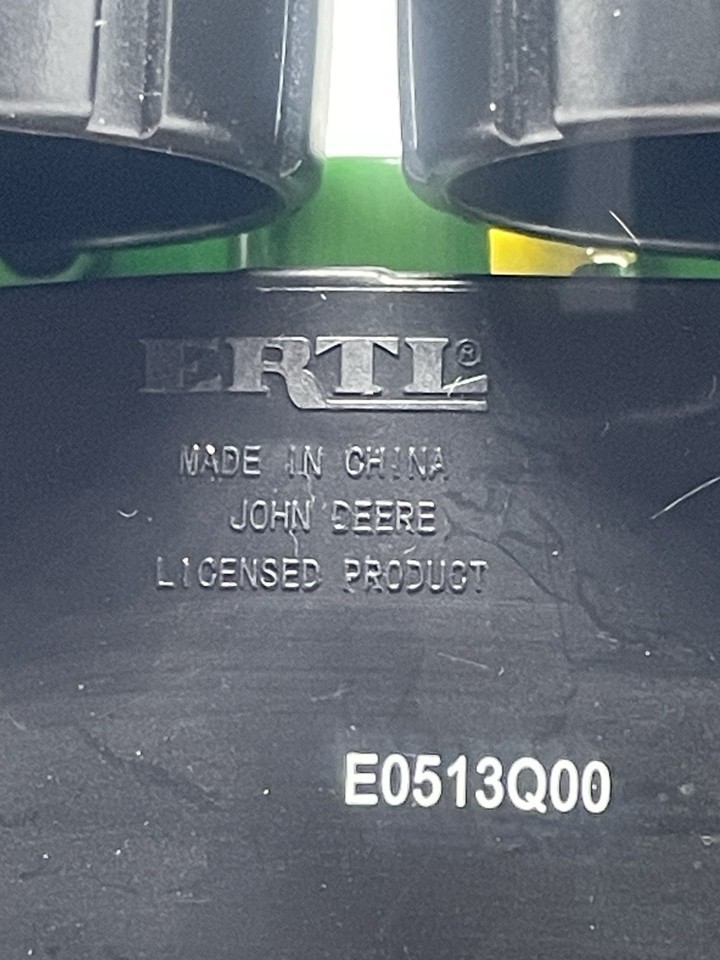 ERTL®
MADE IN CHINA
JOHN DEERE
LICENSED PRODUCT
E0513Q00